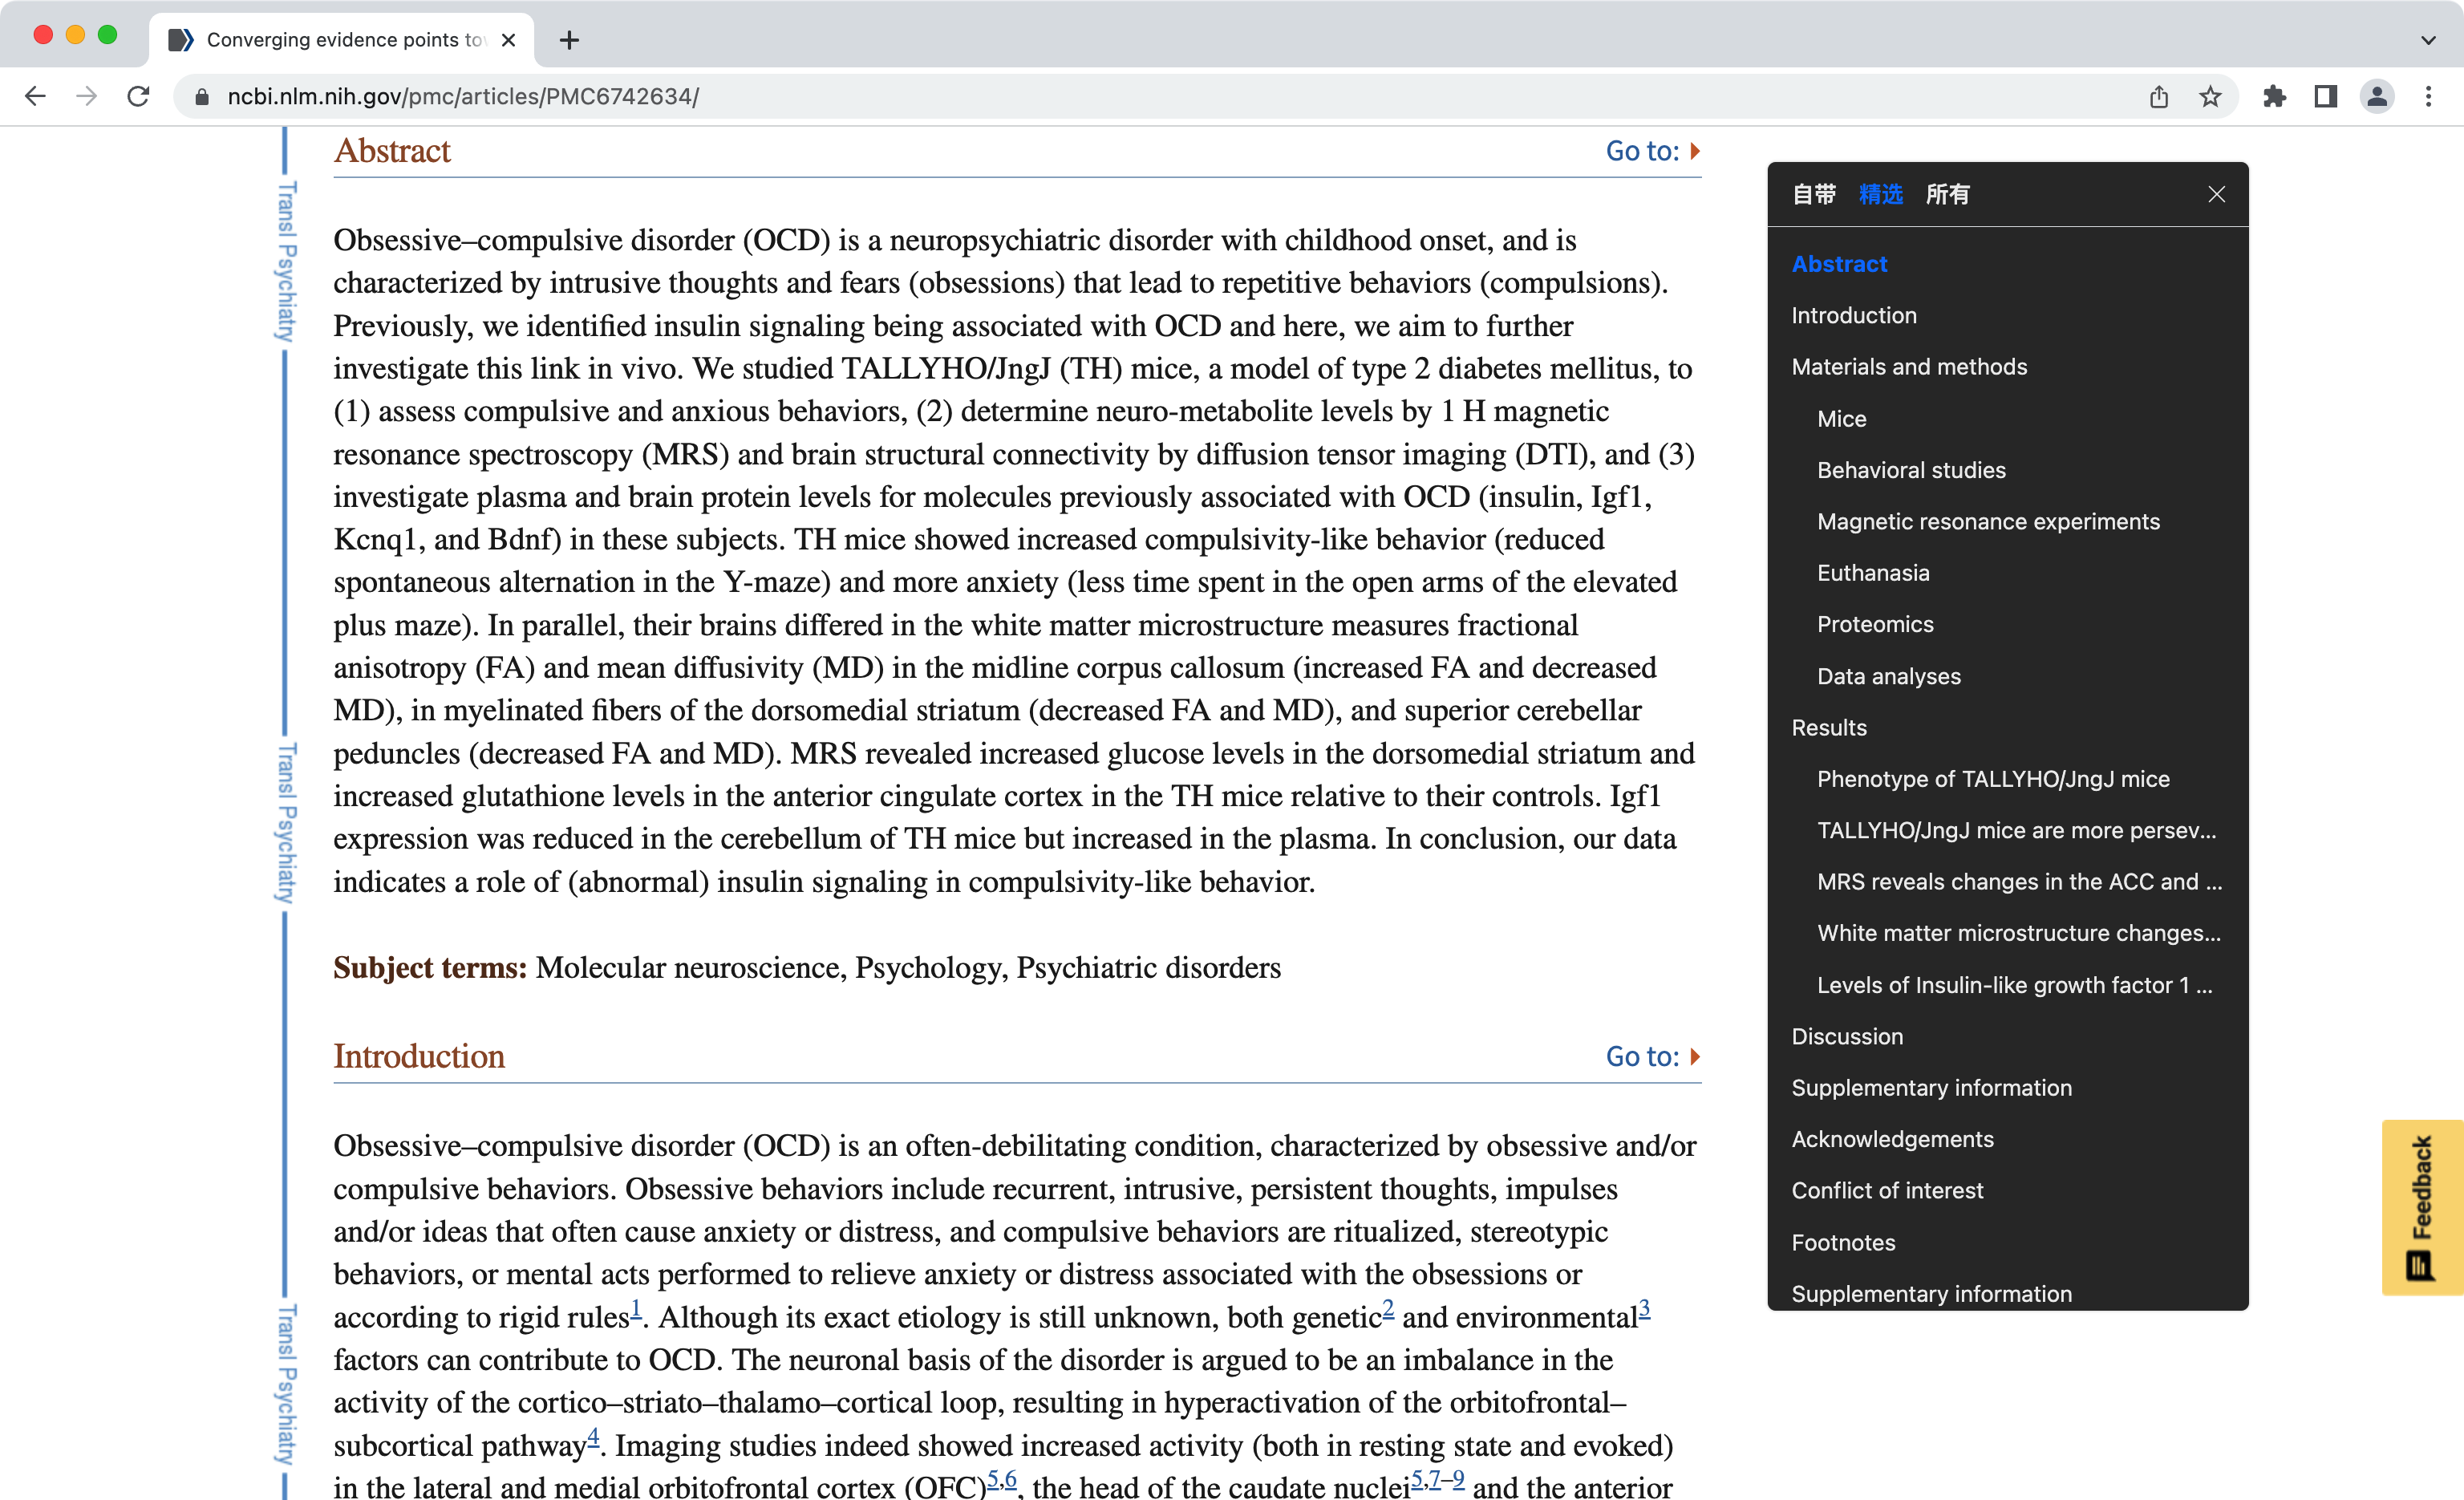 Converging evidence points to
ncbi.nlm.nih.gov/pmc/articles/PMC6742634/
Transl Psychiatry
Transl Psychiatry
Transl Psychiatry
Abstract
Go to:
Obsessive–compulsive disorder (OCD) is a neuropsychiatric disorder with childhood onset, and is
characterized by intrusive thoughts and fears (obsessions) that lead to repetitive behaviors (compulsions).
Previously, we identified insulin signaling being associated with OCD and here, we aim to further
investigate this link in vivo. We studied TALLYHO/JngJ (TH) mice, a model of type 2 diabetes mellitus, to
(1) assess compulsive and anxious behaviors, (2) determine neuro-metabolite levels by 1 H magnetic
resonance spectroscopy (MRS) and brain structural connectivity by diffusion tensor imaging (DTI), and (3)
investigate plasma and brain protein levels for molecules previously associated with OCD (insulin, Igf1,
Kcnq1, and Bdnf) in these subjects. TH mice showed increased compulsivity-like behavior (reduced
spontaneous alternation in the Y-maze) and more anxiety (less time spent in the open arms of the elevated
plus maze). In parallel, their brains differed in the white matter microstructure measures fractional
anisotropy (FA) and mean diffusivity (MD) in the midline corpus callosum (increased FA and decreased
MD), in myelinated fibers of the dorsomedial striatum (decreased FA and MD), and superior cerebellar
peduncles (decreased FA and MD). MRS revealed increased glucose levels in the dorsomedial striatum and
increased glutathione levels in the anterior cingulate cortex in the TH mice relative to their controls. Igf1
expression was reduced in the cerebellum of TH mice but increased in the plasma. In conclusion, our data
indicates a role of (abnormal) insulin signaling in compulsivity-like behavior.
Subject terms: Molecular neuroscience, Psychology, Psychiatric disorders
Introduction
Go to:
Obsessive–compulsive disorder (OCD) is an often-debilitating condition, characterized by obsessive and/or
compulsive behaviors. Obsessive behaviors include recurrent, intrusive, persistent thoughts, impulses
and/or ideas that often cause anxiety or distress, and compulsive behaviors are ritualized, stereotypic
behaviors, or mental acts performed to relieve anxiety or distress associated with the obsessions or
according to rigid rules1. Although its exact etiology is still unknown, both genetic2 and environmental3
factors can contribute to OCD. The neuronal basis of the disorder is argued to be an imbalance in the
activity of the cortico–striato–thalamo–cortical loop, resulting in hyperactivation of the orbitofrontal–
subcortical pathway4. Imaging studies indeed showed increased activity (both in resting state and evoked)
in the lateral and medial orbitofrontal cortex (OFC)5,6, the head of the caudate nuclei5,7–9 and the anterior
自带 精选 所有
Abstract
Introduction
Materials and methods
Mice
Behavioral studies
Magnetic resonance experiments
Euthanasia
Proteomics
Data analyses
Results
Phenotype of TALLYHO/JngJ mice
TALLYHO/JngJ mice are more persev...
MRS reveals changes in the ACC and ...
White matter microstructure changes...
Levels of Insulin-like growth factor 1 ...
Discussion
Supplementary information
Acknowledgements
Conflict of interest
Footnotes
Supplementary information
Feedback